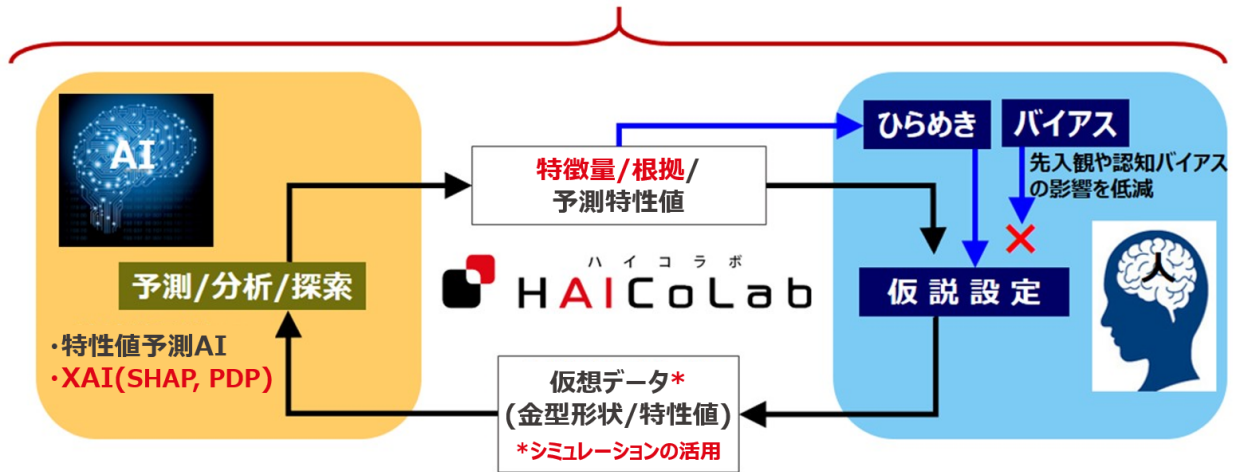 AI
予測/分析/探索
・特性値予測AI
・XAI(SHAP, PDP)
特徴量/根拠/
予測特性値
ハイコラボ
HAICoLab
仮想データ*
(金型形状/特性値)
*シミュレーションの活用
ひらめき
バイアス
先入観や認知バイアス
の影響を低減
仮説設定
人